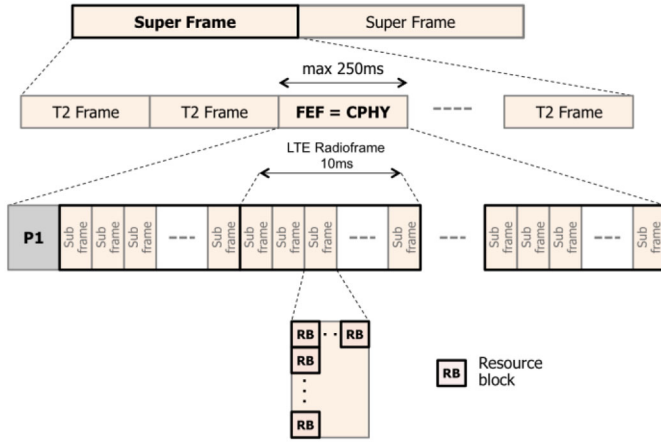 Super Frame Super Frame
max 250ms
T2 Frame T2 Frame FEF = CPHY T2 Frame
LTE Radioframe
10ms
P1 Sub frame Sub frame Sub frame Sub frame Sub frame Sub frame Sub frame Sub frame Sub frame Sub frame Sub frame Sub frame
RB RB
RB
RB
RB Resource
block